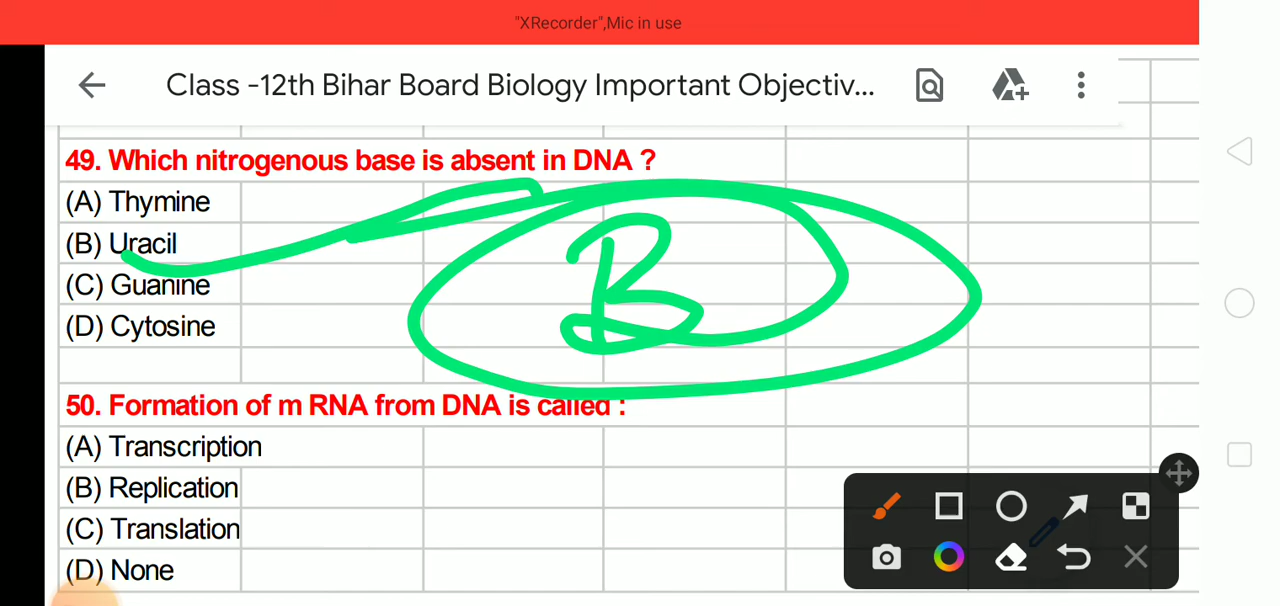 "XRecorder",Mic in use
Class -12th Bihar Board Biology Important Objectiv...
49. Which nitrogenous base is absent in DNA ?
(A) Thymine
(B) Uracil
(C) Guanine
(D) Cytosine
B
50. Formation of m RNA from DNA is called :
(A) Transcription
(B) Replication
(C) Translation
(D) None